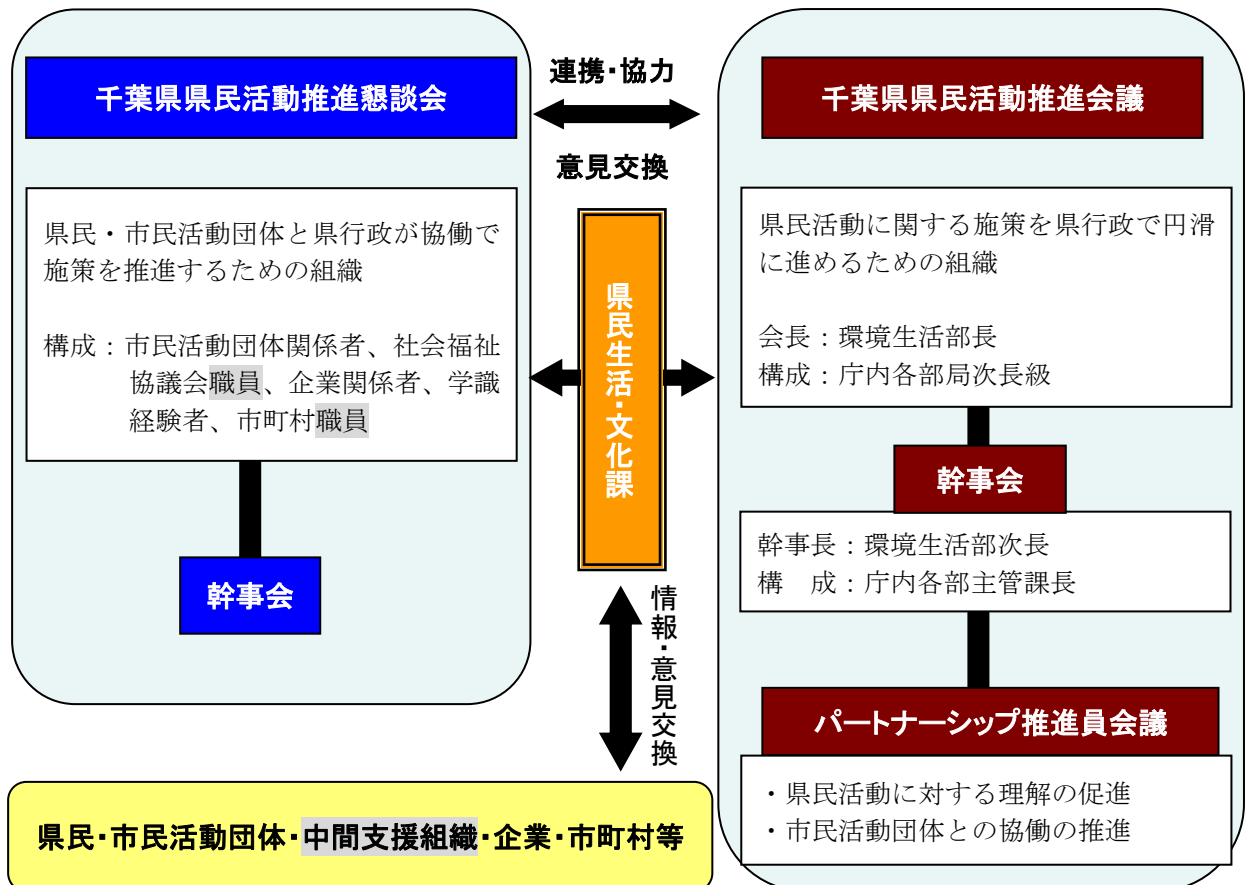 千葉県県民活動推進懇談会
県民・市民活動団体と県行政が協働で
施策を推進するための組織
構成：市民活動団体関係者、社会福祉
協議会職員、企業関係者、学識
経験者、市町村職員
幹事会
連携・協力
意見交換
県民生活・文化課
情報・意見交換
千葉県県民活動推進会議
県民活動に関する施策を県行政で円滑
に進めるための組織
会長：環境生活部長
構成：庁内各部局次長級
幹事会
幹事長：環境生活部次長
構　成：庁内各部主管課長
パートナーシップ推進員会議
・県民活動に対する理解の促進
・市民活動団体との協働の推進
県民・市民活動団体・中間支援組織・企業・市町村等